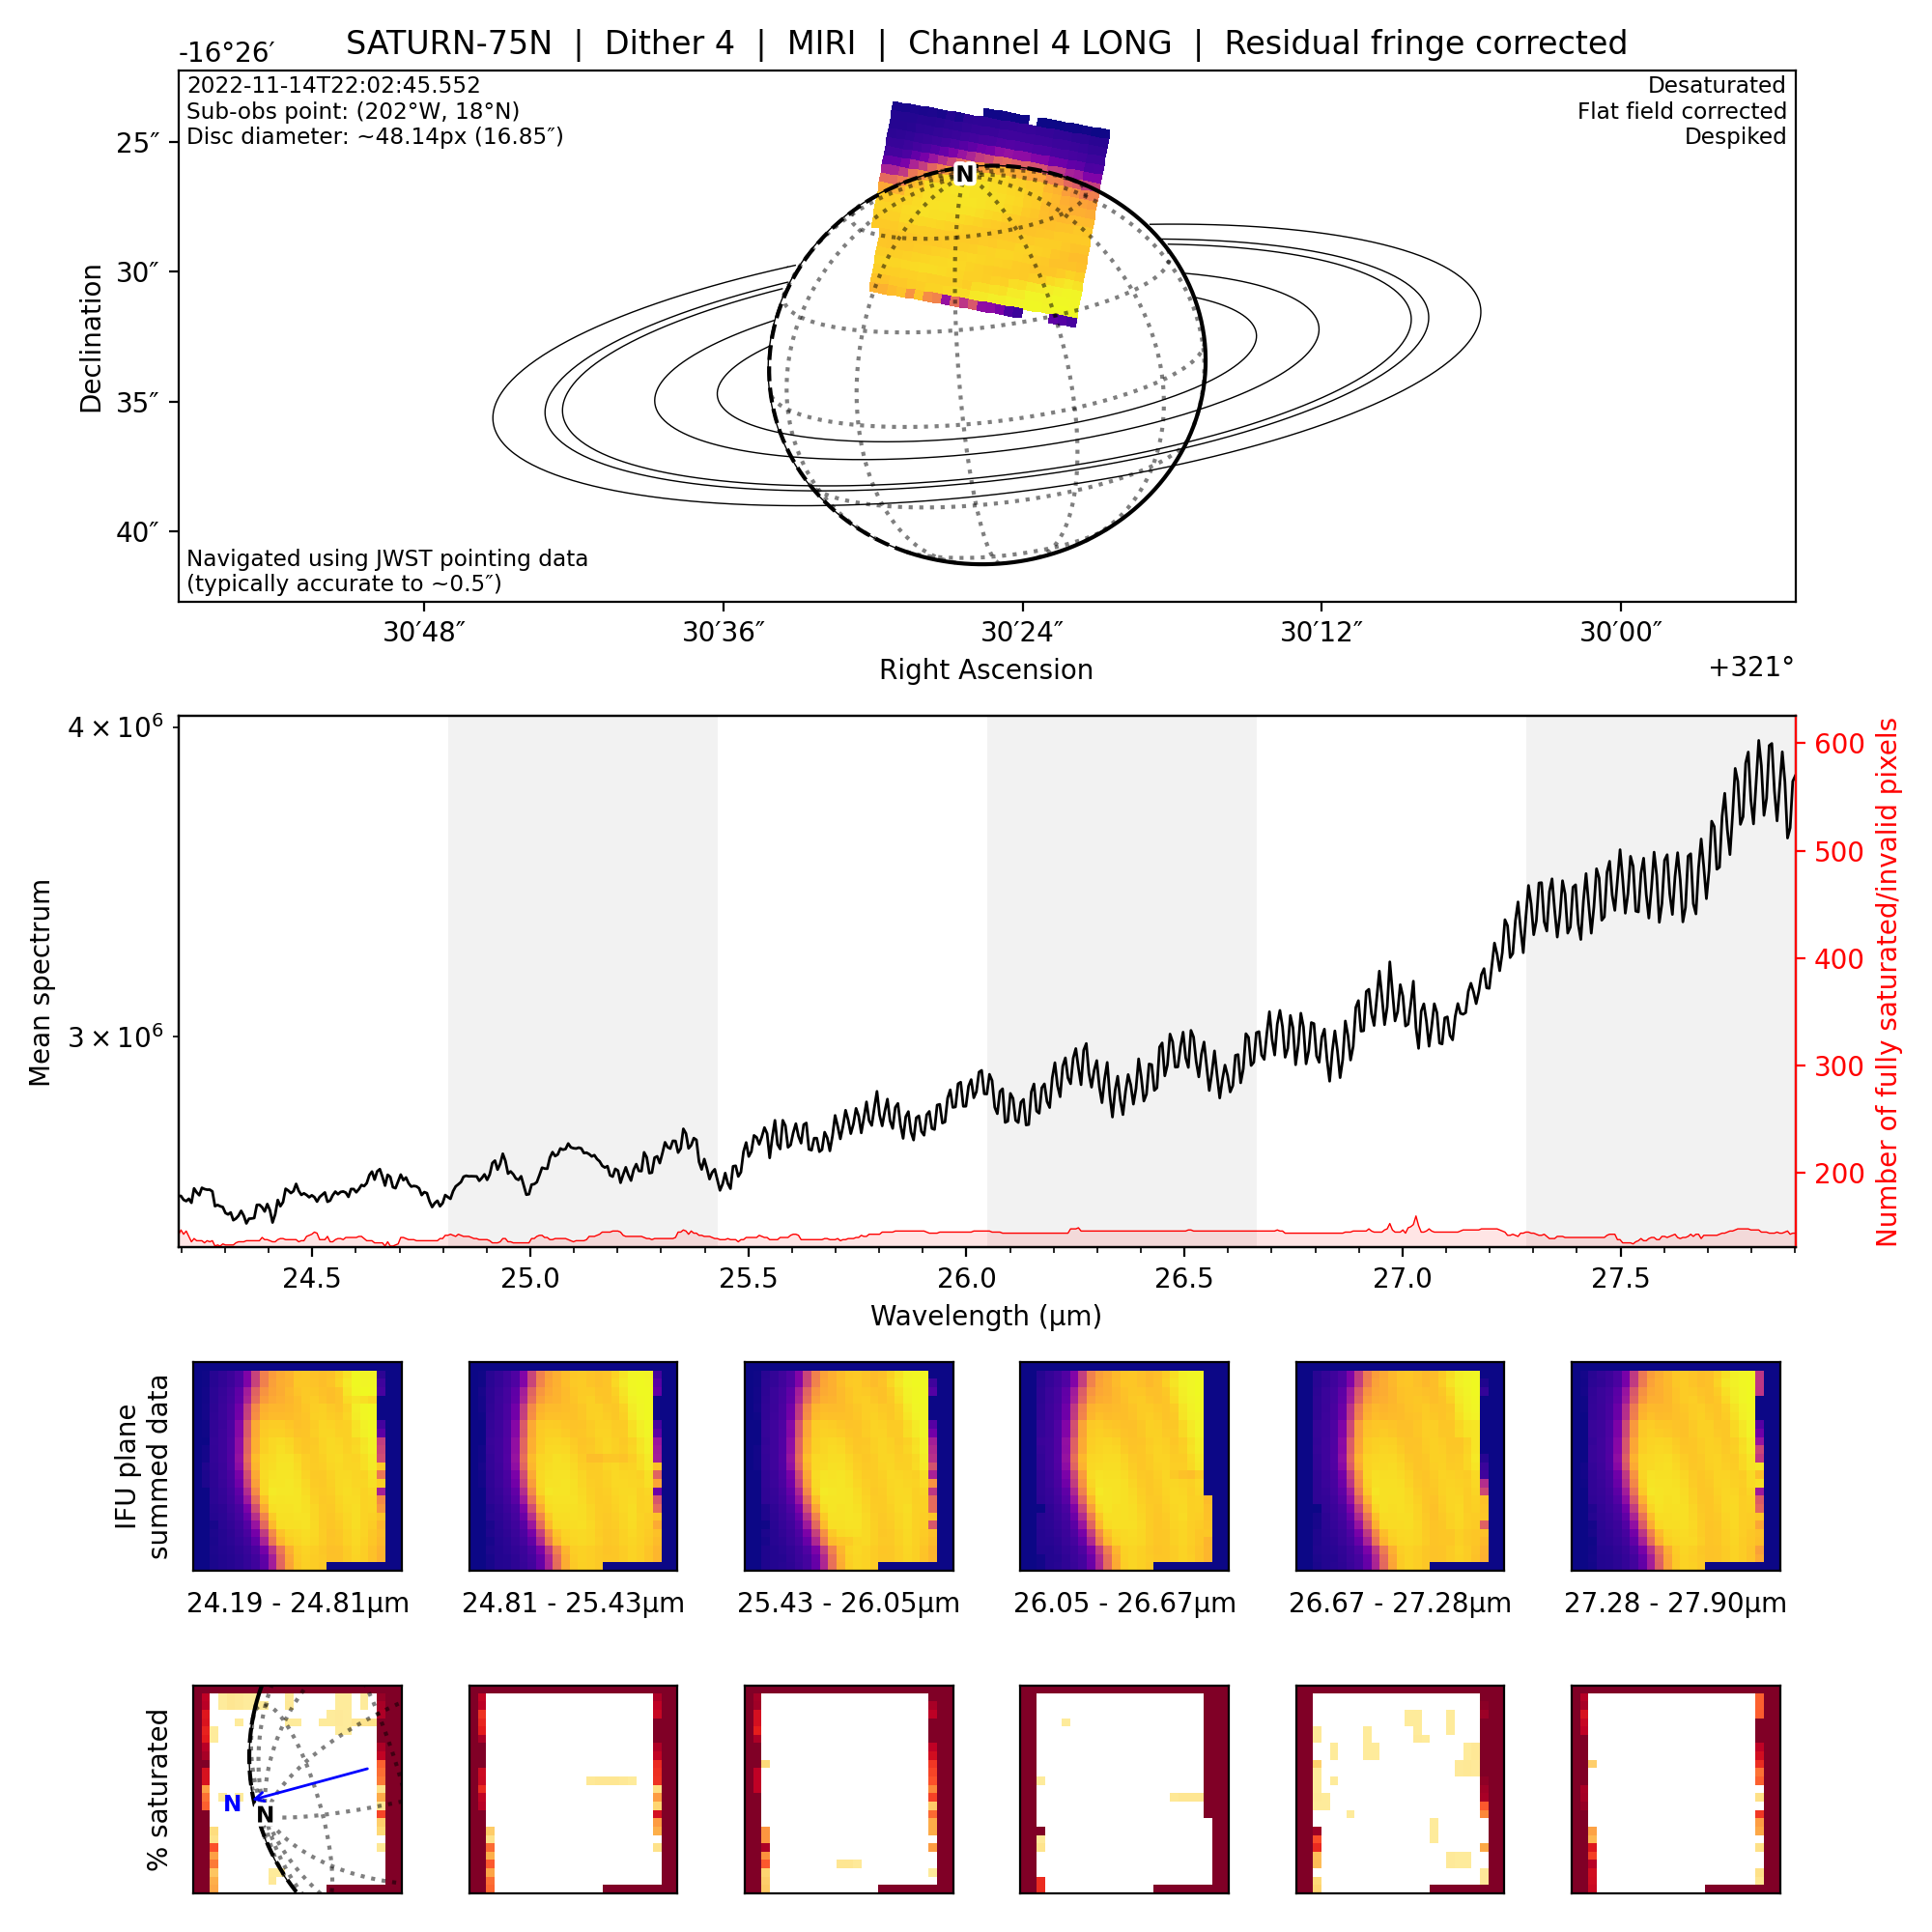 SATURN-75N | Dither 4 | MIRI | Channel 4 LONG | Residual fringe corrected
-16°26′
2022-11-14T22:02:45.552
Sub-obs point: (202°W, 18°N)
Disc diameter: ~48.14px (16.85″)
Desaturated
Flat field corrected
Despiked
N
25″
30″
35″
40″
Declination
Navigated using JWST pointing data
(typically accurate to ~0.5″)
30′48″
30′36″
30′24″
30′12″
30′00″
Right Ascension
+321°
4 × 10⁶
3 × 10⁶
Mean spectrum
600
500
400
300
200
Number of fully saturated/invalid pixels
24.5
25.0
25.5
26.0
26.5
27.0
27.5
Wavelength (µm)
IFU plane
summed data
24.19 - 24.81µm
24.81 - 25.43µm
25.43 - 26.05µm
26.05 - 26.67µm
26.67 - 27.28µm
27.28 - 27.90µm
% saturated
N
N